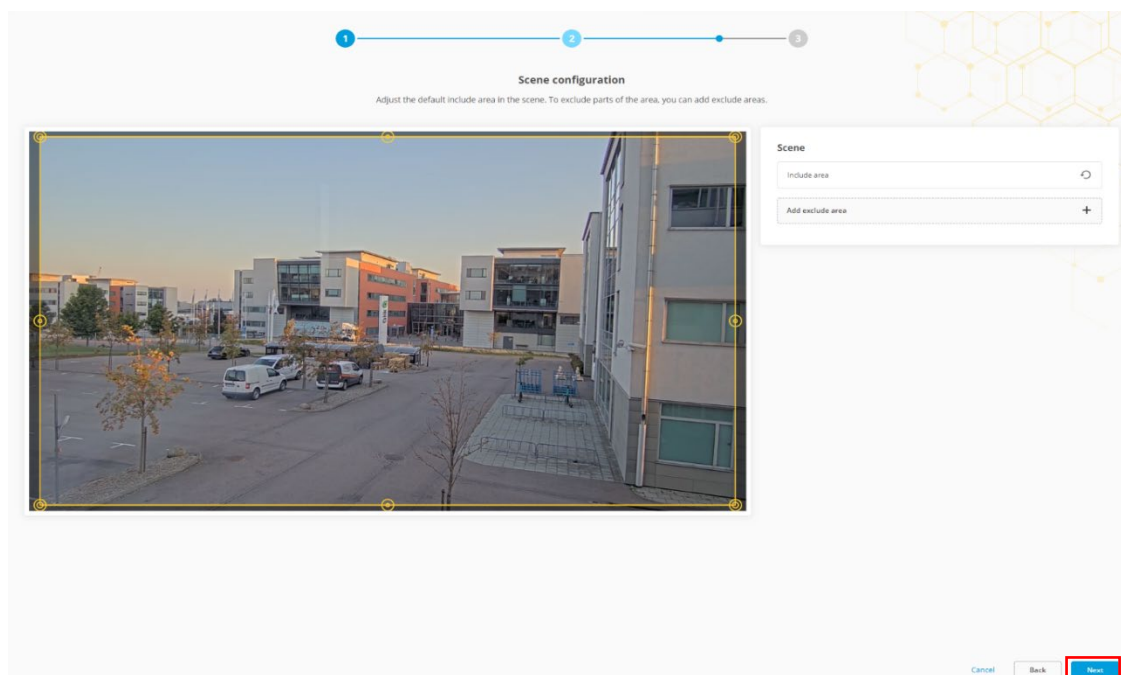 1
2
3
Scene configuration
Adjust the default include area in the scene. To exclude parts of the area, you can add exclude areas.
Scene
Include area
Add exclude area
Cancel
Back
Next